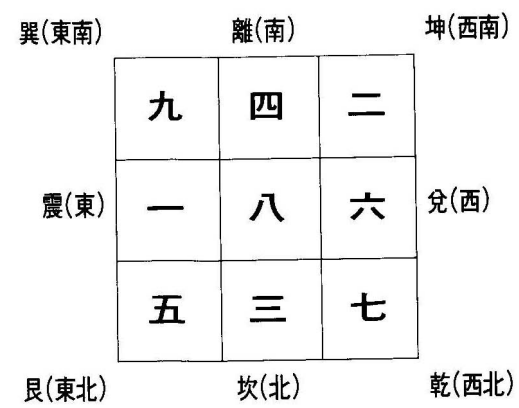 巽(東南) 離(南) 坤(西南)
九 四 二
震(東) 一 八 六 兌(西)
五 三 七
艮(東北) 坎(北) 乾(西北)